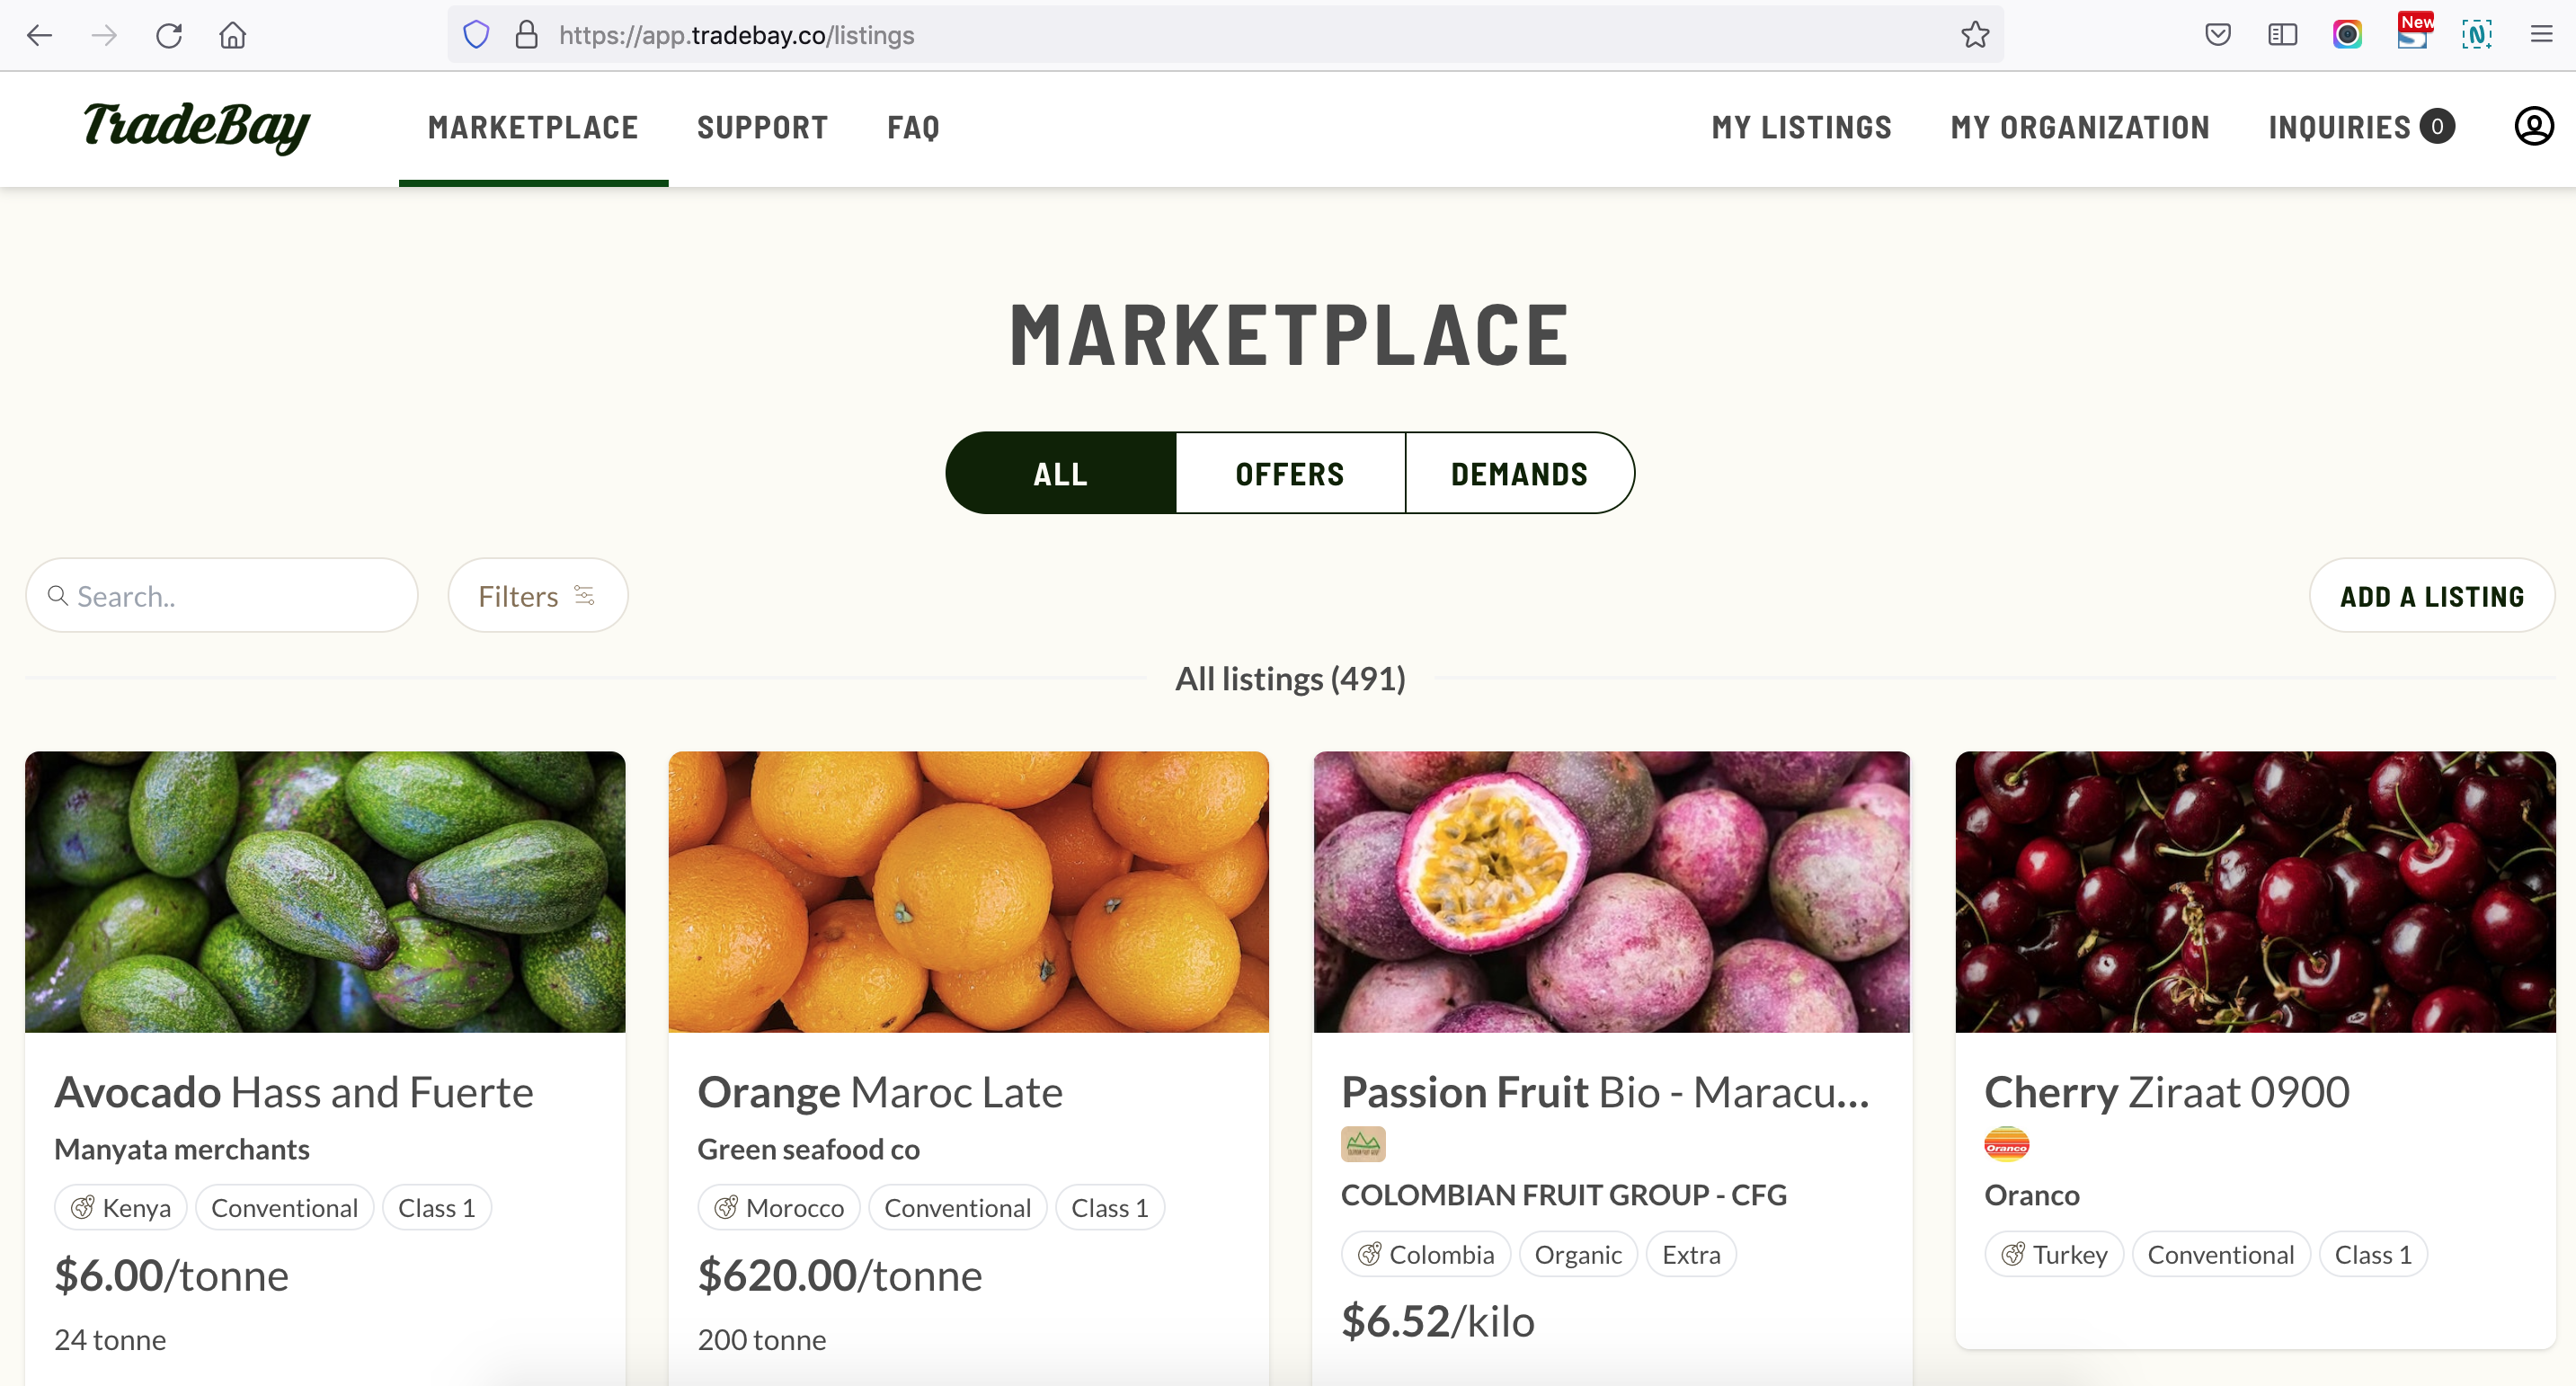 New
https://app.tradebay.co/listings
TradeBay MARKETPLACE SUPPORT FAQ MY LISTINGS MY ORGANIZATION INQUIRIES 0
MARKETPLACE
ALL OFFERS DEMANDS
Search.. Filters ADD A LISTING
All listings (491)
Avocado Hass and Fuerte
Manyata merchants
Kenya Conventional Class 1
$6.00/tonne
24 tonne
Orange Maroc Late
Green seafood co
Morocco Conventional Class 1
$620.00/tonne
200 tonne
Passion Fruit Bio - Maracu...
COLOMBIAN FRUIT GROUP - CFG
Colombia Organic Extra
$6.52/kilo
Cherry Ziraat 0900
Oranco
Oranco
Turkey Conventional Class 1